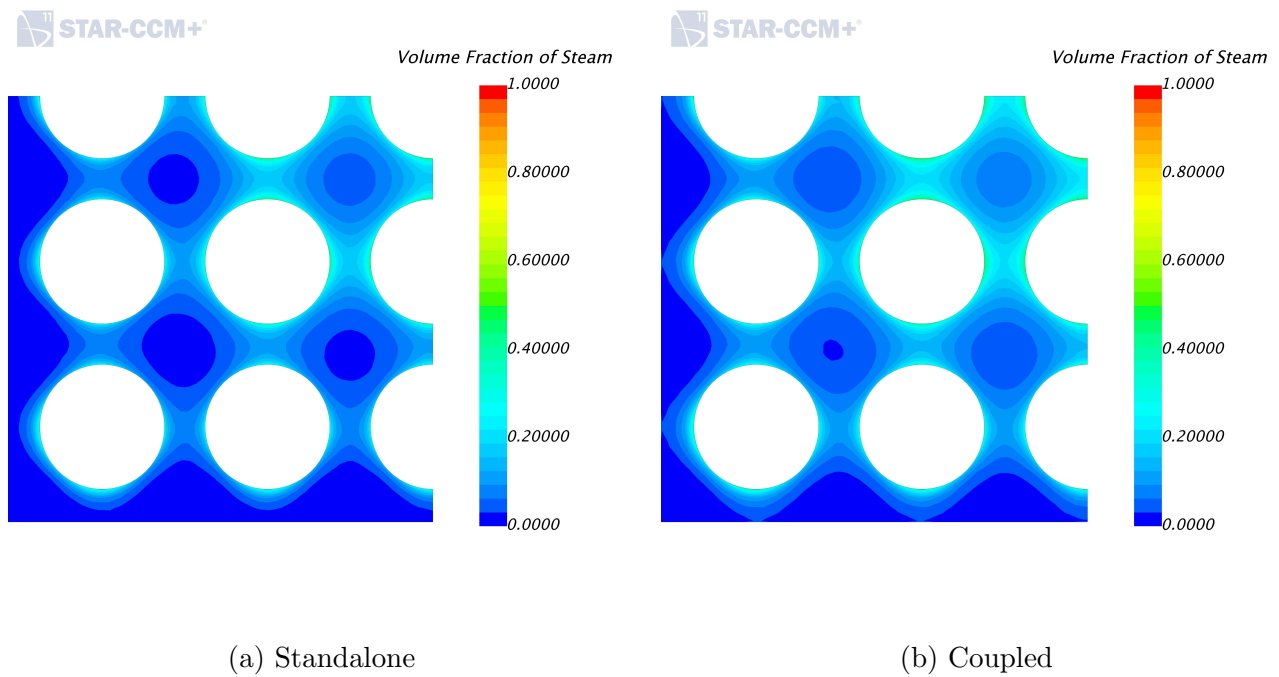 STAR-CCM+
Volume Fraction of Steam
1.0000
0.80000
0.60000
0.40000
0.20000
0.0000
(a) Standalone
STAR-CCM+
Volume Fraction of Steam
1.0000
0.80000
0.60000
0.40000
0.20000
0.0000
(b) Coupled